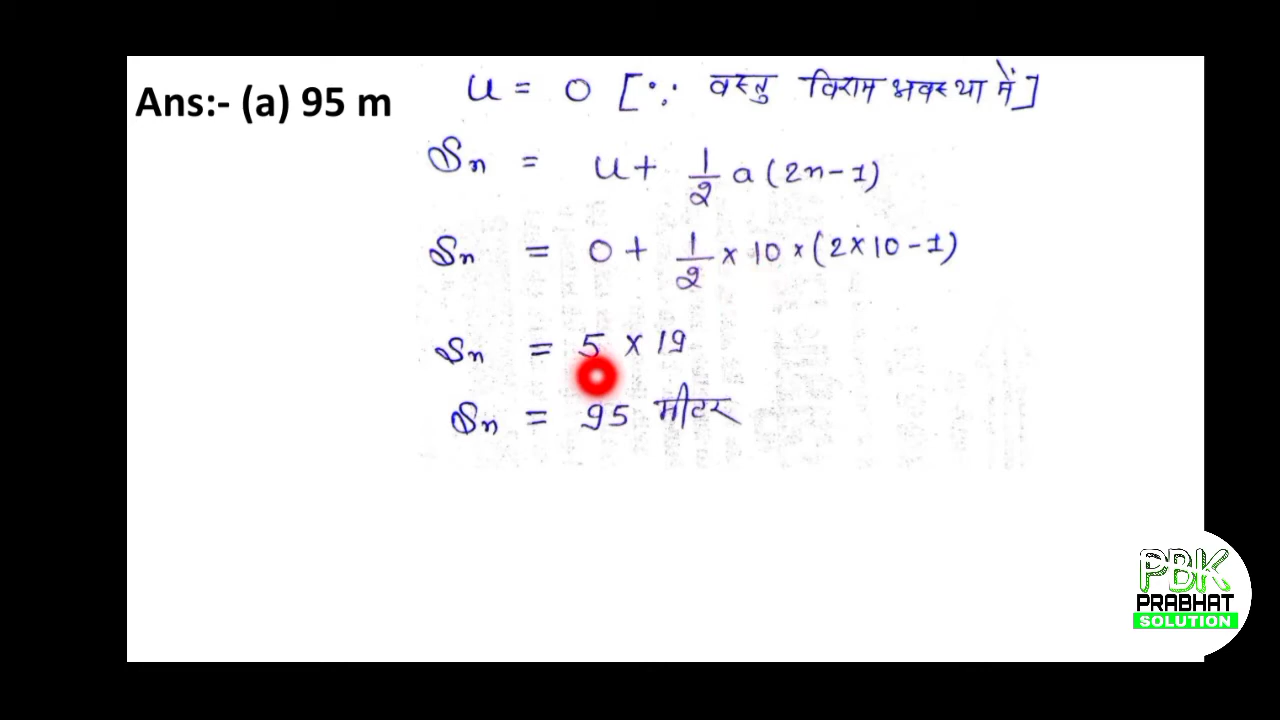 Ans:- (a) 95 m
u = 0 [∵ वस्तु विराम अवस्था में]
Sn = u + 1/2 a (2n - 1)
Sn = 0 + 1/2 × 10 × (2 × 10 - 1)
Sn = 5 × 19
Sn = 95 मीटर
PBK
PRABHAT
SOLUTION